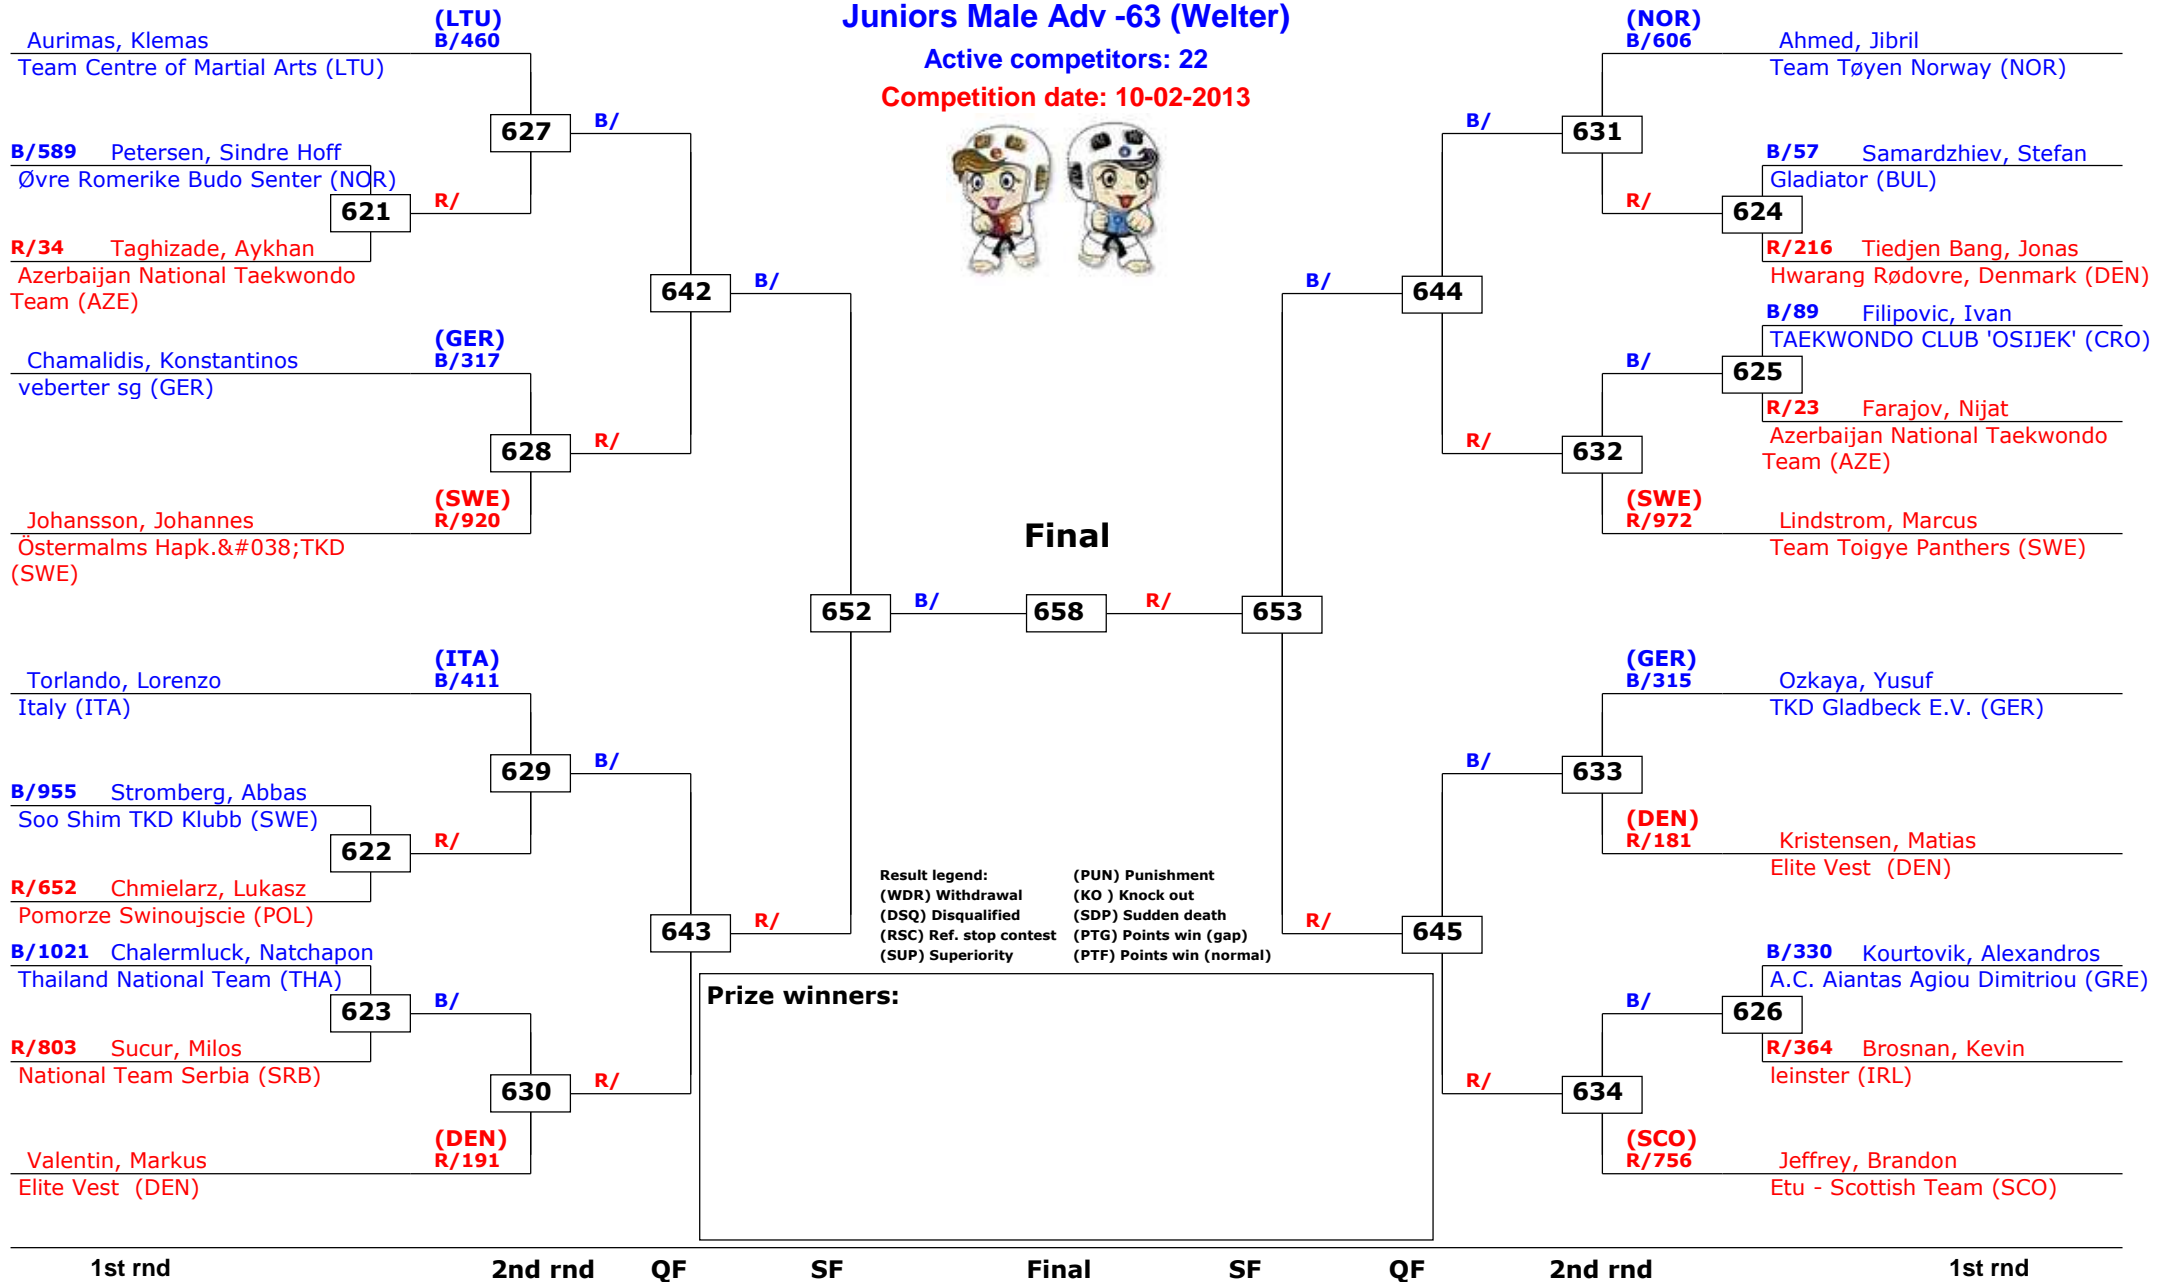 Juniors Male Adv -63 (Welter)
Active competitors: 22
Competition date: 10-02-2013
(LTU)
Aurimas, Klemas B/460
Team Centre of Martial Arts (LTU)
627 B/
B/589 Petersen, Sindre Hoff
Øvre Romerike Budo Senter (NOR)
621 R/
R/34 Taghizade, Aykhan
Azerbaijan National Taekwondo
Team (AZE)
642 B/
(GER)
Chamalidis, Konstantinos B/317
veberter sg (GER)
628 R/
(SWE)
Johansson, Johannes R/920
Östermalms Hapk.&#038;TKD
(SWE)
652 B/
(ITA)
Torlando, Lorenzo B/411
Italy (ITA)
629 B/
B/955 Stromberg, Abbas
Soo Shim TKD Klubb (SWE)
622 R/
R/652 Chmielarz, Lukasz
Pomorze Swinoujscie (POL)
643 R/
B/1021 Chalermluck, Natchapon
Thailand National Team (THA)
623 B/
R/803 Sucur, Milos
National Team Serbia (SRB)
630 R/
(DEN)
Valentin, Markus R/191
Elite Vest (DEN)
Final
658
(NOR)
B/606 Ahmed, Jibril
Team Tøyen Norway (NOR)
B/ 631
B/57 Samardzhiev, Stefan
Gladiator (BUL)
R/ 624
R/216 Tiedjen Bang, Jonas
Hwarang Rødovre, Denmark (DEN)
B/ 644
B/89 Filipovic, Ivan
TAEKWONDO CLUB 'OSIJEK' (CRO)
B/ 625
R/23 Farajov, Nijat
Azerbaijan National Taekwondo
Team (AZE)
R/ 632
(SWE)
R/972 Lindstrom, Marcus
Team Toigye Panthers (SWE)
R/ 653
(GER)
B/315 Ozkaya, Yusuf
TKD Gladbeck E.V. (GER)
B/ 633
(DEN)
R/181 Kristensen, Matias
Elite Vest (DEN)
R/ 645
B/330 Kourtovik, Alexandros
A.C. Aiantas Agiou Dimitriou (GRE)
B/ 626
R/364 Brosnan, Kevin
leinster (IRL)
R/ 634
(SCO)
R/756 Jeffrey, Brandon
Etu - Scottish Team (SCO)
Result legend: (PUN) Punishment
(WDR) Withdrawal (KO ) Knock out
(DSQ) Disqualified (SDP) Sudden death
(RSC) Ref. stop contest (PTG) Points win (gap)
(SUP) Superiority (PTF) Points win (normal)
Prize winners:
1st rnd 2nd rnd QF SF Final SF QF 2nd rnd 1st rnd